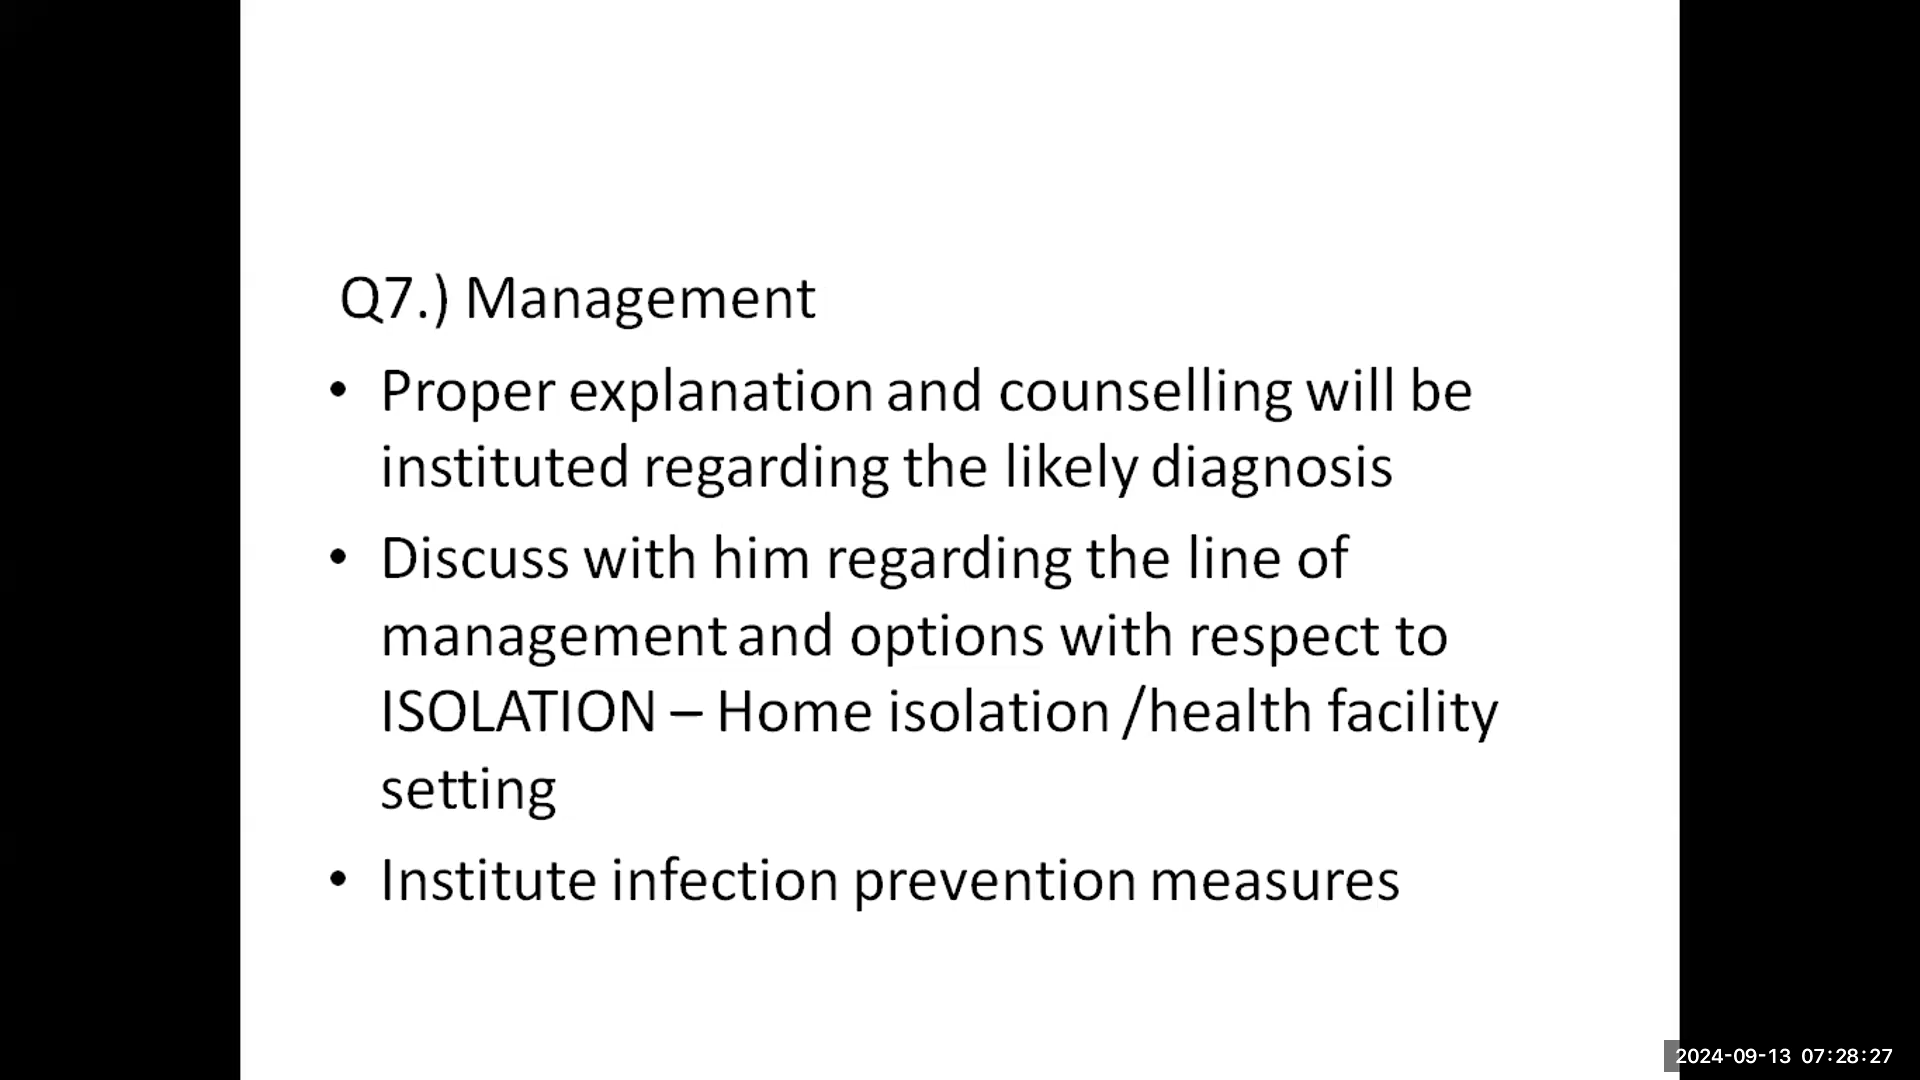 Q7.) Management
• Proper explanation and counselling will be
instituted regarding the likely diagnosis
• Discuss with him regarding the line of
management and options with respect to
ISOLATION – Home isolation /health facility
setting
• Institute infection prevention measures
2024-09-13 07:28:27